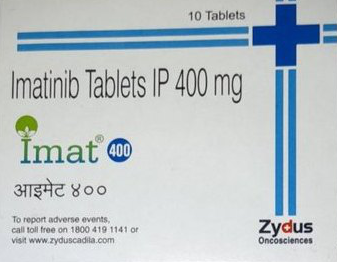 10 Tablets
Imatinib Tablets IP 400 mg
Imat® 400
आइमेट ४००
To report adverse events,
call toll free on 1800 419 1141 or
visit www.zyduscadila.com
Zydus
Oncosciences